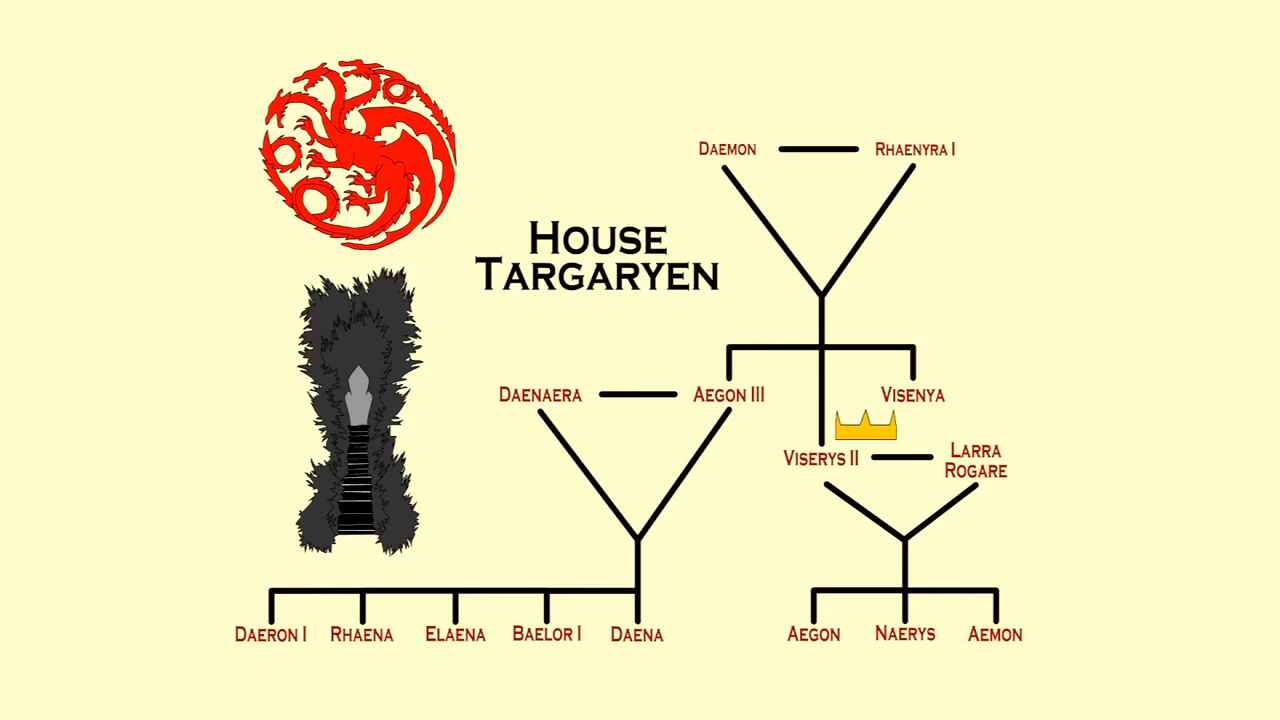 DAEMON
RHAENYRA I
HOUSE
TARGARYEN
DAENAERA
AEGON III
VISENYA
VISERYS II
LARRA
ROGARE
DAERON I
RHAENA
ELAENA
BAELOR I
DAENA
AEGON
NAERYS
AEMON